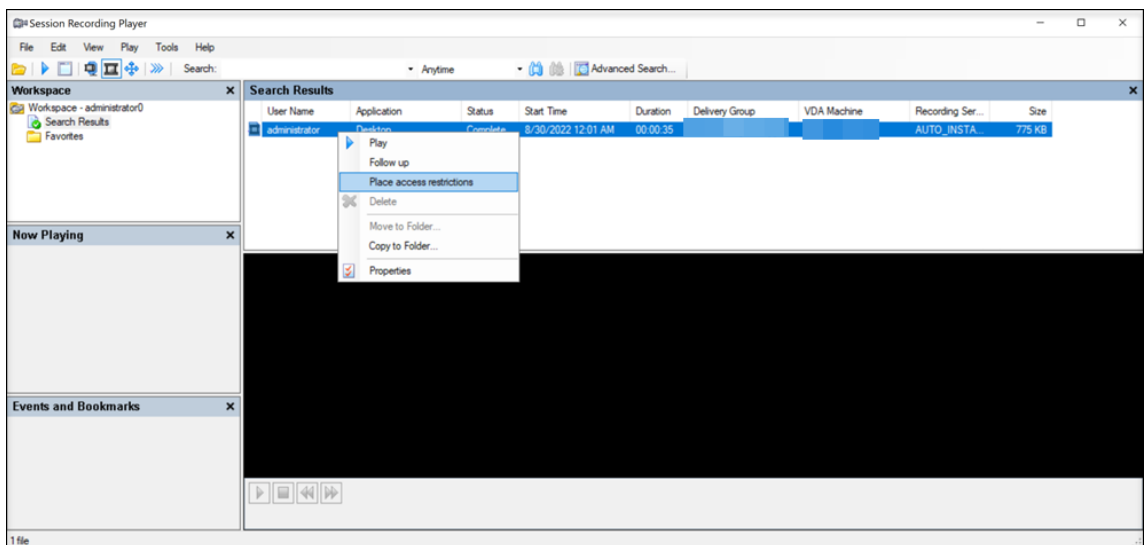 Session Recording Player
File Edit View Play Tools Help
Search: Anytime Advanced Search...
Workspace
Workspace - administrator0
Search Results
Favorites
Search Results
User Name Application Status Start Time Duration Delivery Group VDA Machine Recording Ser... Size
administrator Desktop Complete 8/30/2022 12:01 AM 00:00:35 AUTO_INSTA... 775 KB
Play
Follow up
Place access restrictions
Delete
Move to Folder...
Copy to Folder...
Properties
Now Playing
Events and Bookmarks
1 file